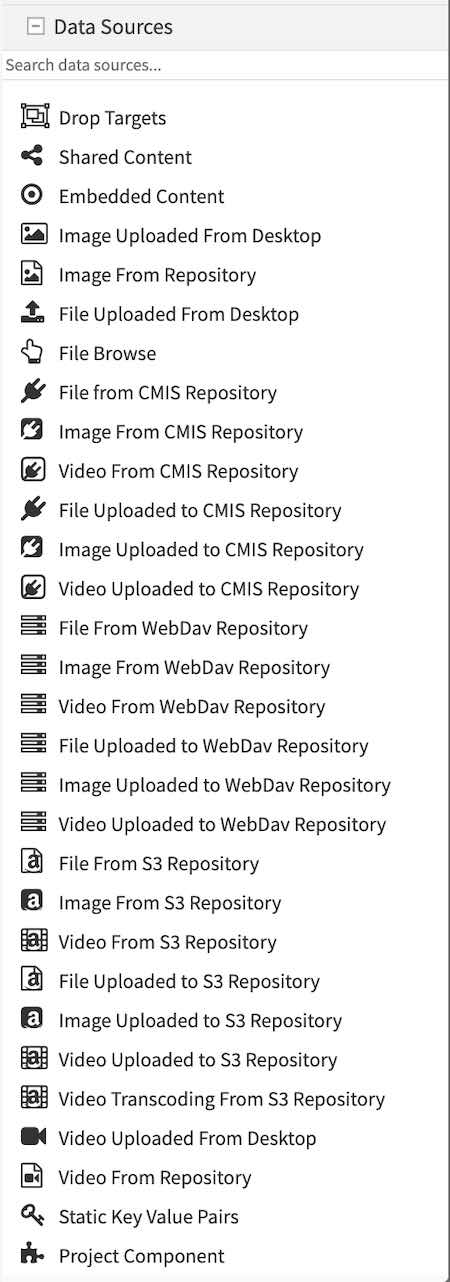 Data Sources
Search data sources...
Drop Targets
Shared Content
Embedded Content
Image Uploaded From Desktop
Image From Repository
File Uploaded From Desktop
File Browse
File from CMIS Repository
Image From CMIS Repository
Video From CMIS Repository
File Uploaded to CMIS Repository
Image Uploaded to CMIS Repository
Video Uploaded to CMIS Repository
File From WebDav Repository
Image From WebDav Repository
Video From WebDav Repository
File Uploaded to WebDav Repository
Image Uploaded to WebDav Repository
Video Uploaded to WebDav Repository
File From S3 Repository
Image From S3 Repository
Video From S3 Repository
File Uploaded to S3 Repository
Image Uploaded to S3 Repository
Video Uploaded to S3 Repository
Video Transcoding From S3 Repository
Video Uploaded From Desktop
Video From Repository
Static Key Value Pairs
Project Component